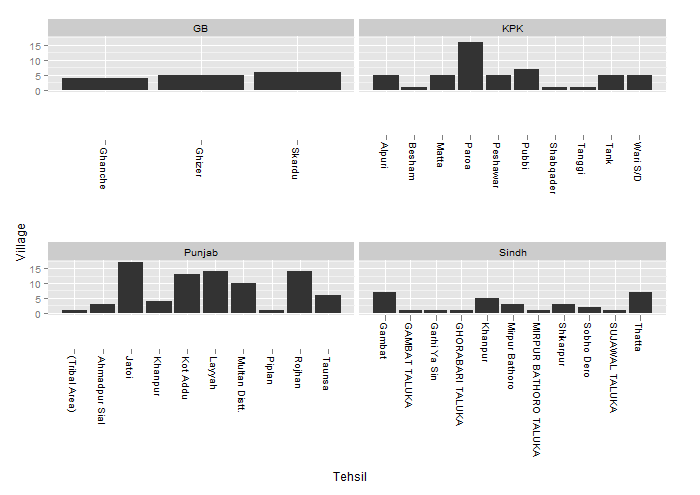 GB
KPK
15
10
5
0
Ghanche
Ghizer
Skardu
Alpuri
Besham
Matta
Paroa
Peshawar
Pubbi
Shabqader
Tanggi
Tank
Wari S/D
Village
Punjab
Sindh
15
10
5
0
(Tribal Area)
Ahmadpur Sial
Jatoi
Khanpur
Kot Addu
Layyah
Multan Distt.
Piplan
Rojhan
Taunsa
Gambat
GAMBAT TALUKA
Garhi Ya Sin
GHORABARI TALUKA
Khanpur
Mirpur Bathoro
MIRPUR BATHORO TALUKA
Shikarpur
Sobho Dero
SUJAWAL TALUKA
Thatta
Tehsil